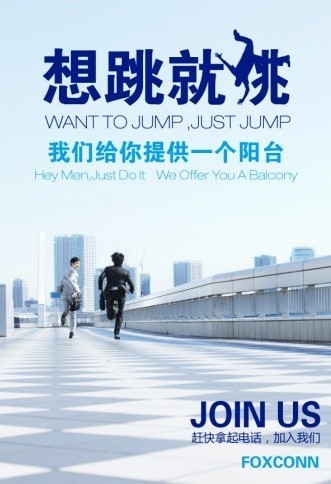 想跳就跳
WANT TO JUMP ,JUST JUMP
我们给你提供一个阳台
Hey Men,Just Do It We Offer You A Balcony
JOIN US
赶快拿起电话，加入我们
FOXCONN